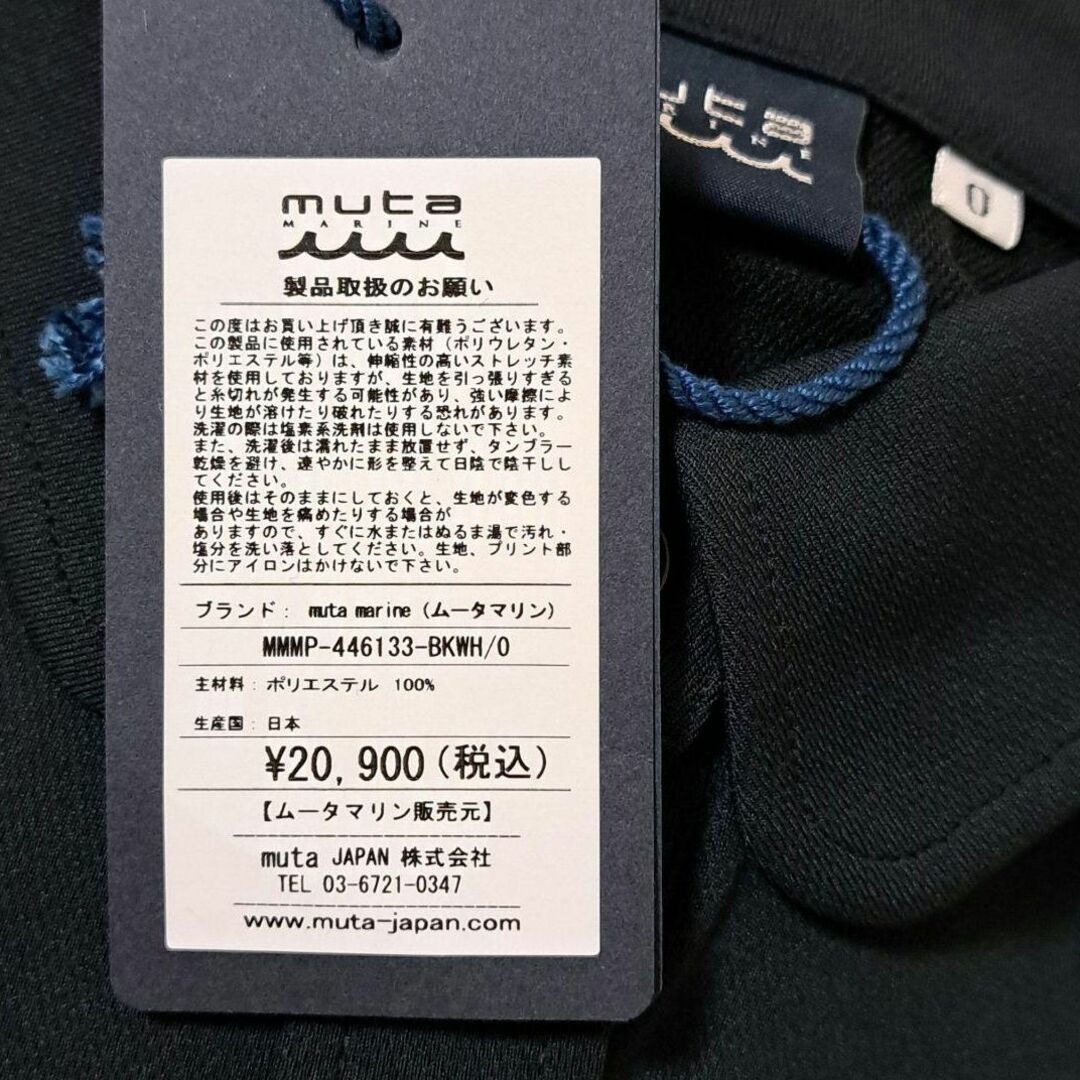 muta
MARINE
製品取扱のお願い
この度はお買い上げ頂き誠に有難うございます。
この製品に使用されている素材（ポリウレタン・
ポリエステル等）は、伸縮性の高いストレッチ素
材を使用しておりますが、生地を引っ張りすぎる
と糸切れが発生する可能性があり、強い摩擦によ
り生地が溶けたり破れたりする恐れがあります。
洗濯の際は塩素系洗剤は使用しないで下さい。
また、洗濯後は濡れたまま放置せず、タンブラー
乾燥を避け、速やかに形を整えて日陰で陰干しし
てください。
使用後はそのままにしておくと、生地が変色する
場合や生地を痛めたりする場合が
ありますので、すぐに水またはぬるま湯で汚れ・
塩分を洗い落としてください。生地、プリント部
分にアイロンはかけないで下さい。
ブランド： muta marine（ムータマリン）
MMMP-446133-BKWH/0
主材料：ポリエステル 100%
生産国：日本
¥20,900（税込）
【ムータマリン販売元】
muta JAPAN 株式会社
TEL 03-6721-0347
www.muta-japan.com
uta
RINE
0